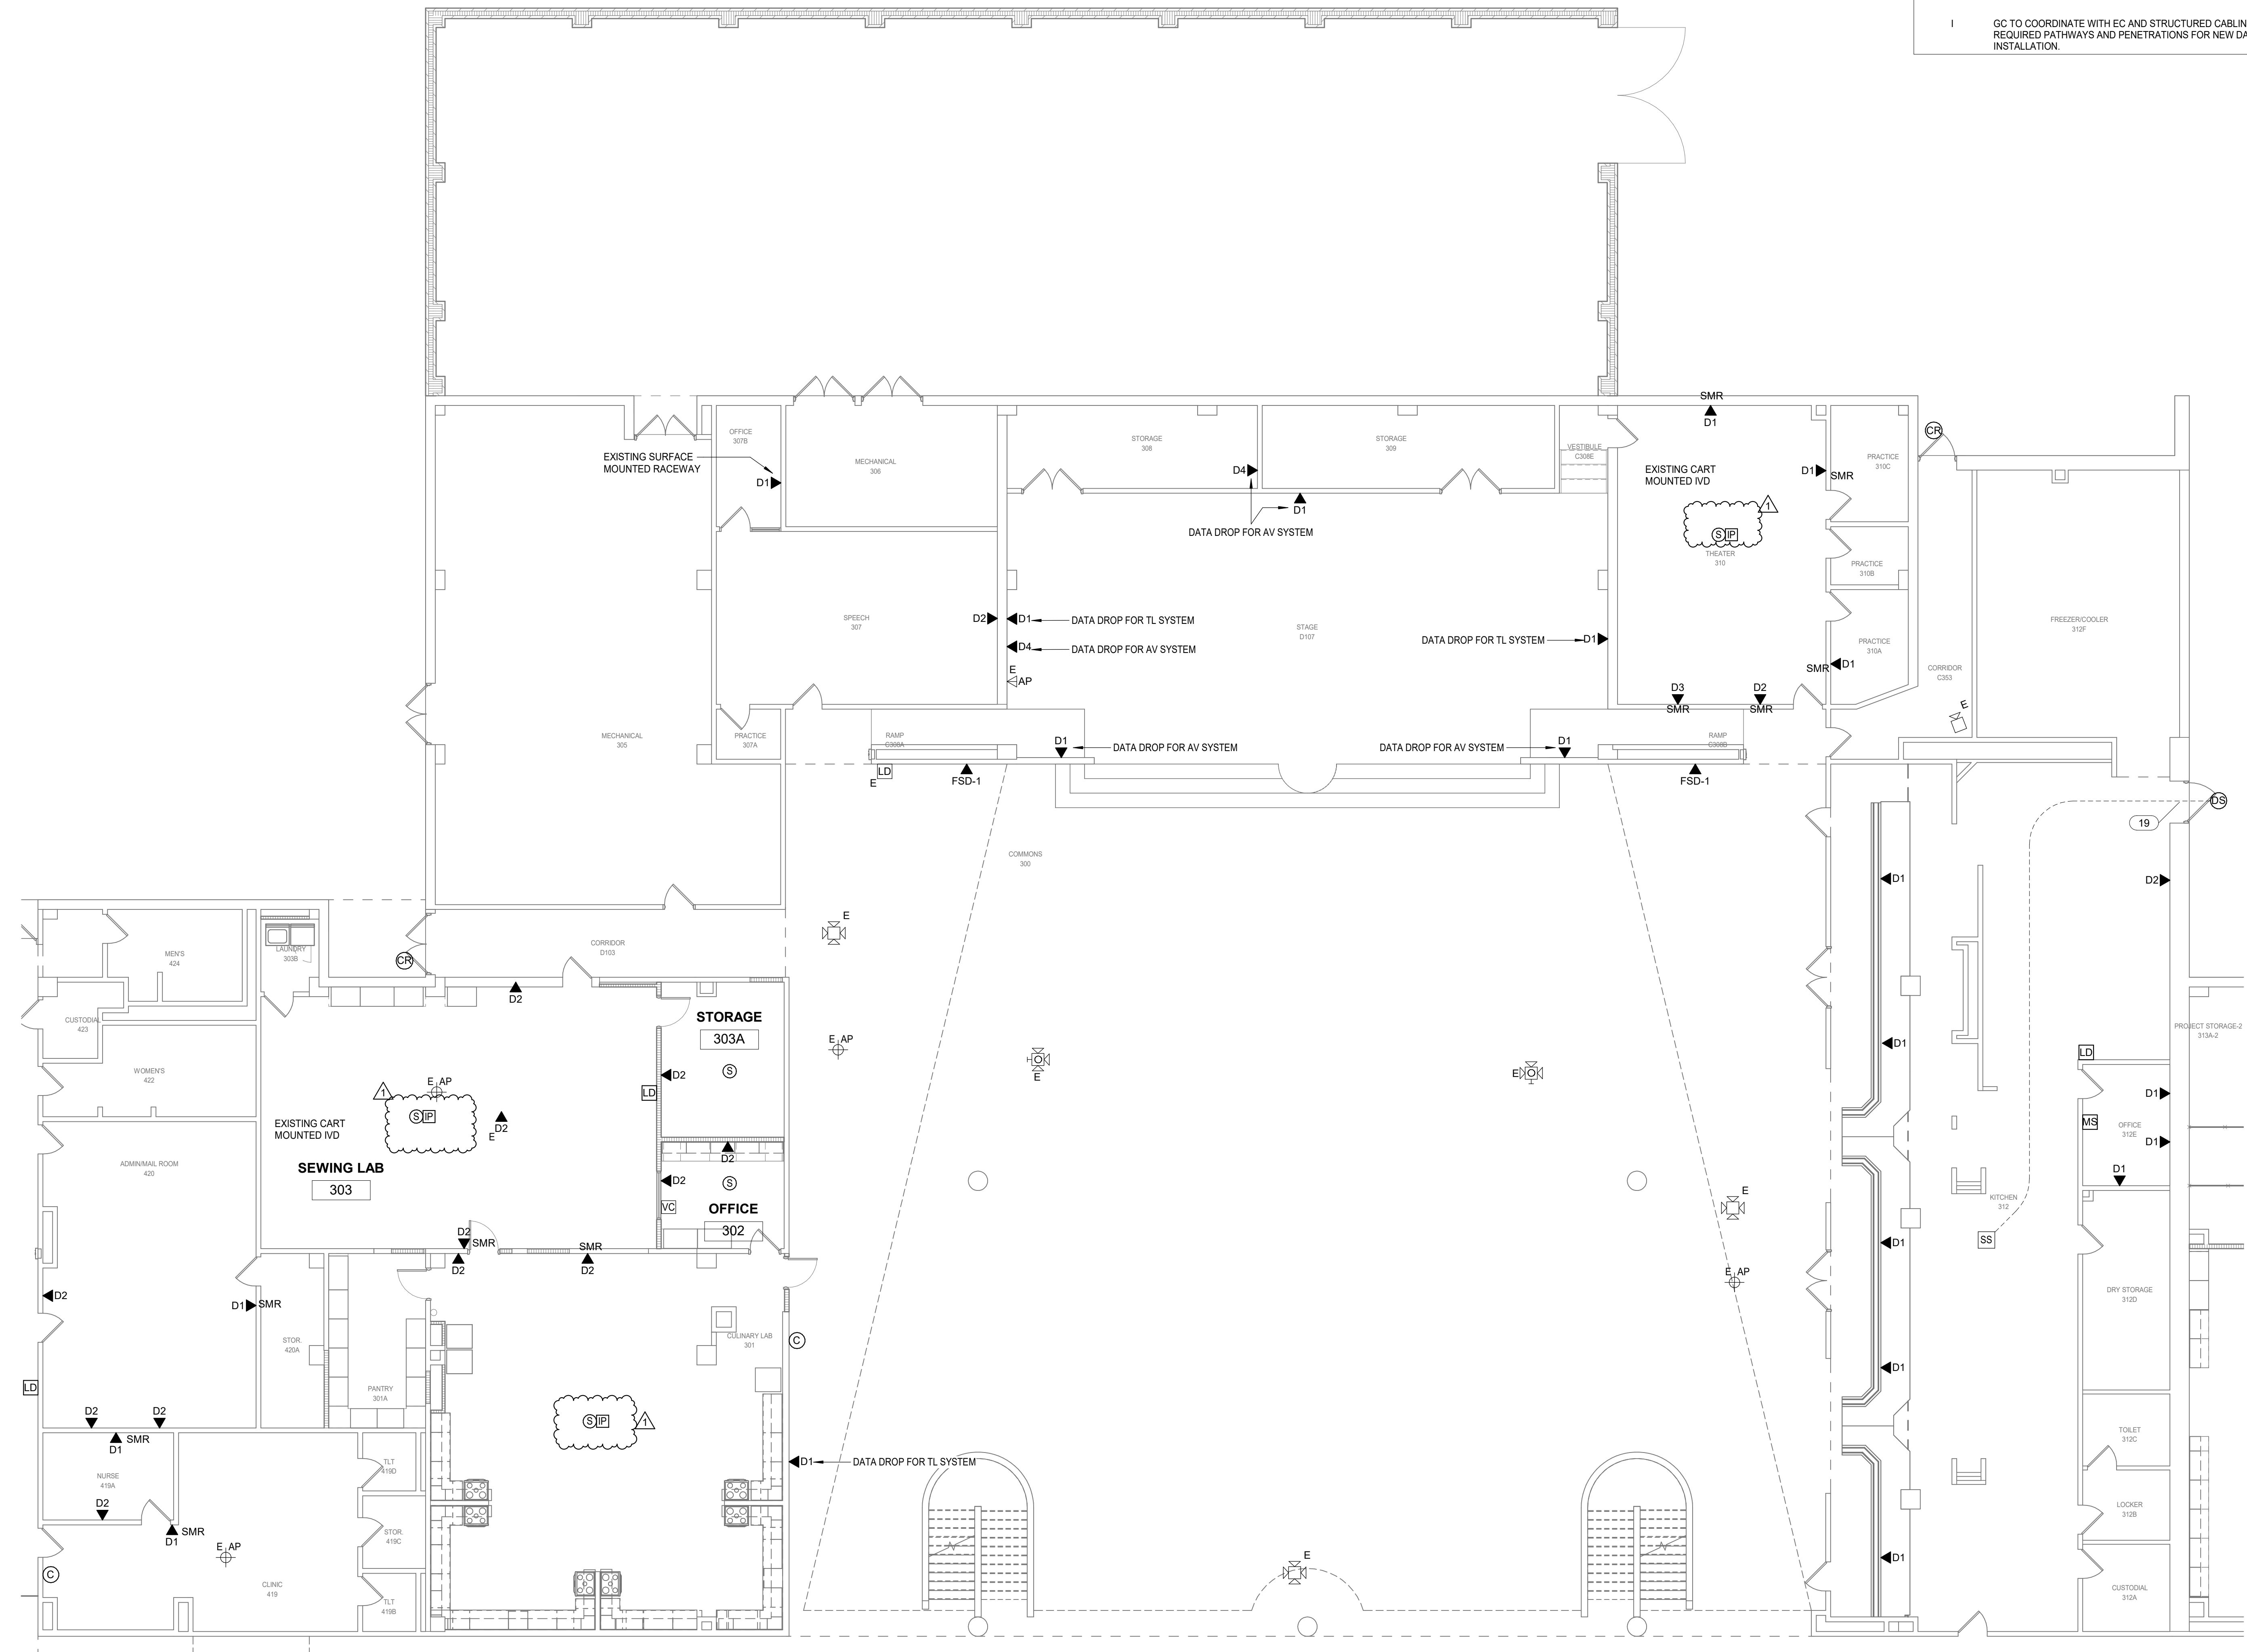 I GC TO COORDINATE WITH EC AND STRUCTURED CABLIN
REQUIRED PATHWAYS AND PENETRATIONS FOR NEW DA
INSTALLATION.
SMR
D1
CR
OFFICE
307B
EXISTING SURFACE
MOUNTED RACEWAY
D1
MECHANICAL
306
STORAGE
308
D4
STORAGE
309
D1
DATA DROP FOR AV SYSTEM
VESTIBULE
C308E
EXISTING CART
MOUNTED IVD
1
S IP
THEATER
310
D1
SMR
PRACTICE
310C
PRACTICE
310B
PRACTICE
310A
SMR D1
CORRIDOR
C353
FREEZER/COOLER
312F
SPEECH
307
D2
D1 DATA DROP FOR TL SYSTEM
D4 DATA DROP FOR AV SYSTEM
E
AP
STAGE
D107
DATA DROP FOR TL SYSTEM D1
D3
SMR
D2
SMR
E
MECHANICAL
305
PRACTICE
307A
RAMP
C308A
D1
DATA DROP FOR AV SYSTEM
DATA DROP FOR AV SYSTEM
D1
RAMP
C308B
LD
E
FSD-1
FSD-1
DS
19
COMMONS
300
D1
D2
E
MEN'S
424
LAUNDRY
303B
CR
CORRIDOR
D103
D2
CUSTODIAL
423
STORAGE
303A
S
D2
LD
E AP
E
E
D1
LD
PROJECT STORAGE-2
313A-2
WOMEN'S
422
E AP
1
S IP
EXISTING CART
MOUNTED IVD
D2
E
SEWING LAB
303
D2
S
D2
VC
OFFICE
302
D1
OFFICE
312E
MS
D1
D1
ADMIN/MAIL ROOM
420
E
KITCHEN
312
SS
D2
SMR
D2
SMR
D2
D1
E AP
D2
D1 SMR
STOR.
420A
PANTRY
301A
CULINARY LAB
301
C
DRY STORAGE
312D
D1
LD
D2
D2
SMR
D1
S IP
1
D1 DATA DROP FOR TL SYSTEM
TOILET
312C
NURSE
419A
TLT
419D
D2
SMR
D1
STOR.
419C
LOCKER
312B
E AP
C
CLINIC
419
TLT
419B
E
D1
CUSTODIAL
312A